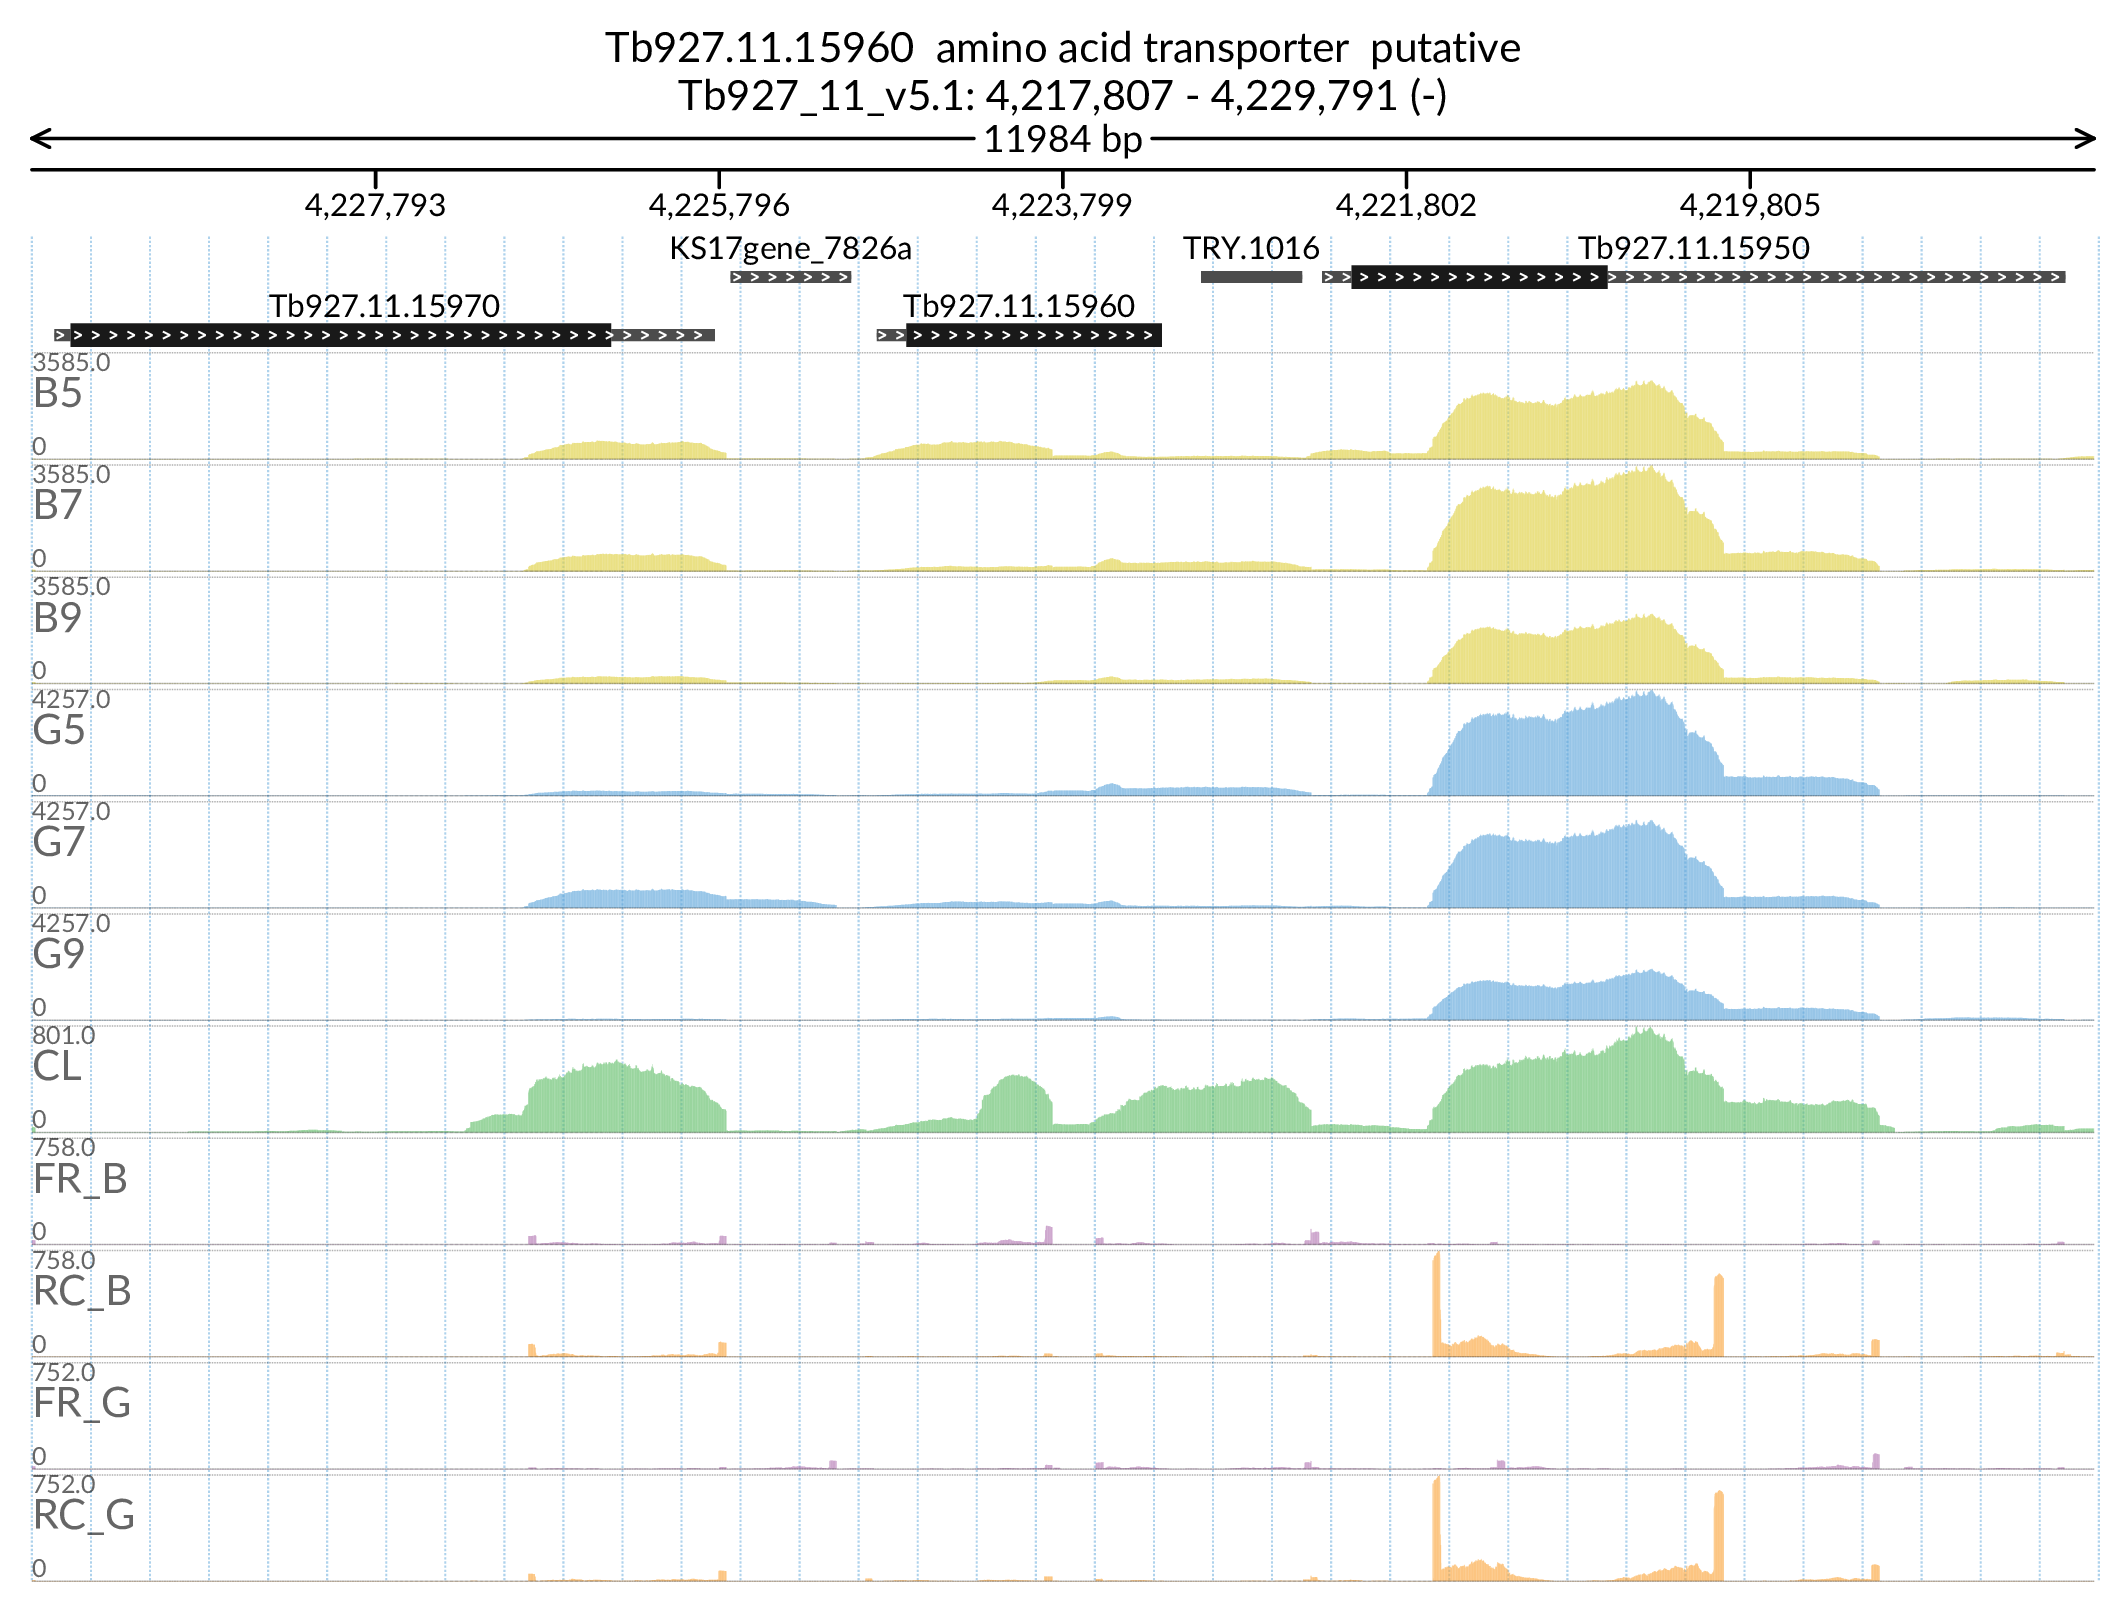 Tb927.11.15960 amino acid transporter putative
Tb927_11_v5.1: 4,217,807 - 4,229,791 (-)
11984 bp
4,227,793 4,225,796 4,223,799 4,221,802 4,219,805
KS17gene_7826a TRY.1016 Tb927.11.15950
Tb927.11.15970 Tb927.11.15960
3585.0
B5
0
3585.0
B7
0
3585.0
B9
0
4257.0
G5
0
4257.0
G7
0
4257.0
G9
0
801.0
CL
0
758.0
FR_B
0
758.0
RC_B
0
752.0
FR_G
0
752.0
RC_G
0